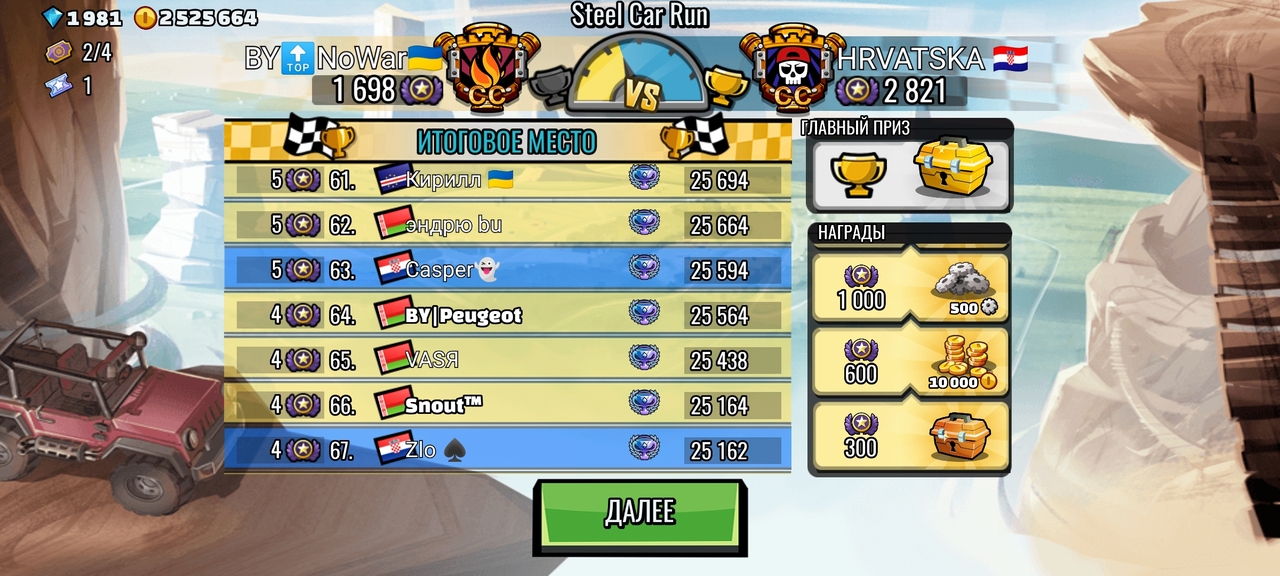 1 981 2 525 664
Steel Car Run
2/4
1
BY TOP NoWar🇺🇦
1 698
CC
VS
CC
HRVATSKA 🇭🇷
2 821
ИТОГОВОЕ МЕСТО
5 61. Кирилл 🇺🇦 25 694
5 62. эндрю bu 25 664
5 63. Casper👻 25 594
4 64. BY|Peugeot 25 564
4 65. VASЯ 25 438
4 66. Snout™ 25 164
4 67. Zlo ♠ 25 162
ГЛАВНЫЙ ПРИЗ
НАГРАДЫ
1 000 500
600 10 000
300
ДАЛЕЕ